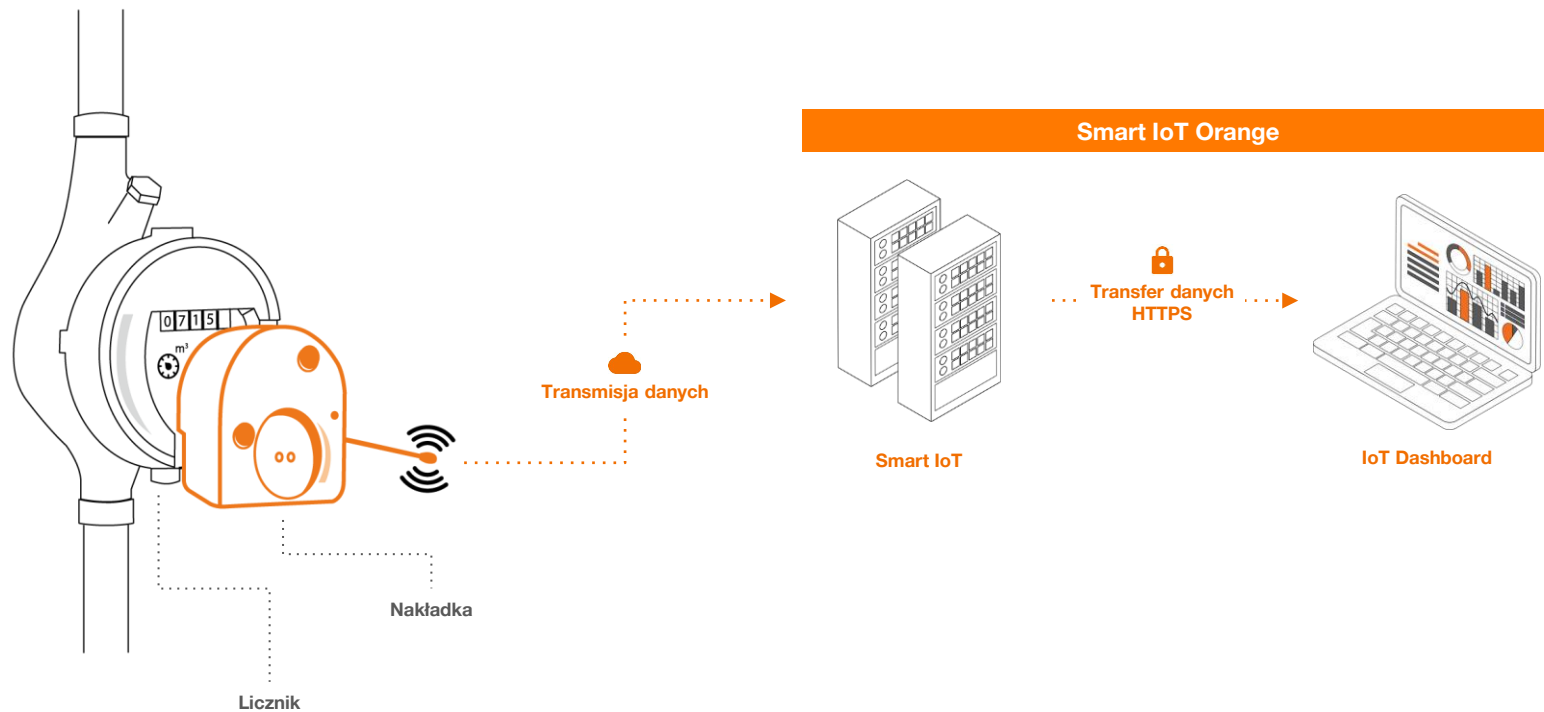 Smart IoT Orange
0715
m³
Transmisja danych
Transfer danych
HTTPS
Smart IoT
IoT Dashboard
Nakładka
Licznik